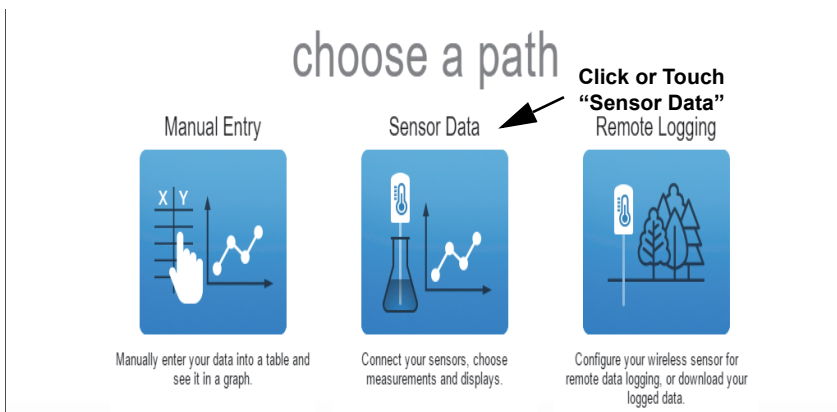 choose a path
Click or Touch
“Sensor Data”
Manual Entry
Sensor Data
Remote Logging
X Y
Manually enter your data into a table and
see it in a graph.
Connect your sensors, choose
measurements and displays.
Configure your wireless sensor for
remote data logging, or download your
logged data.